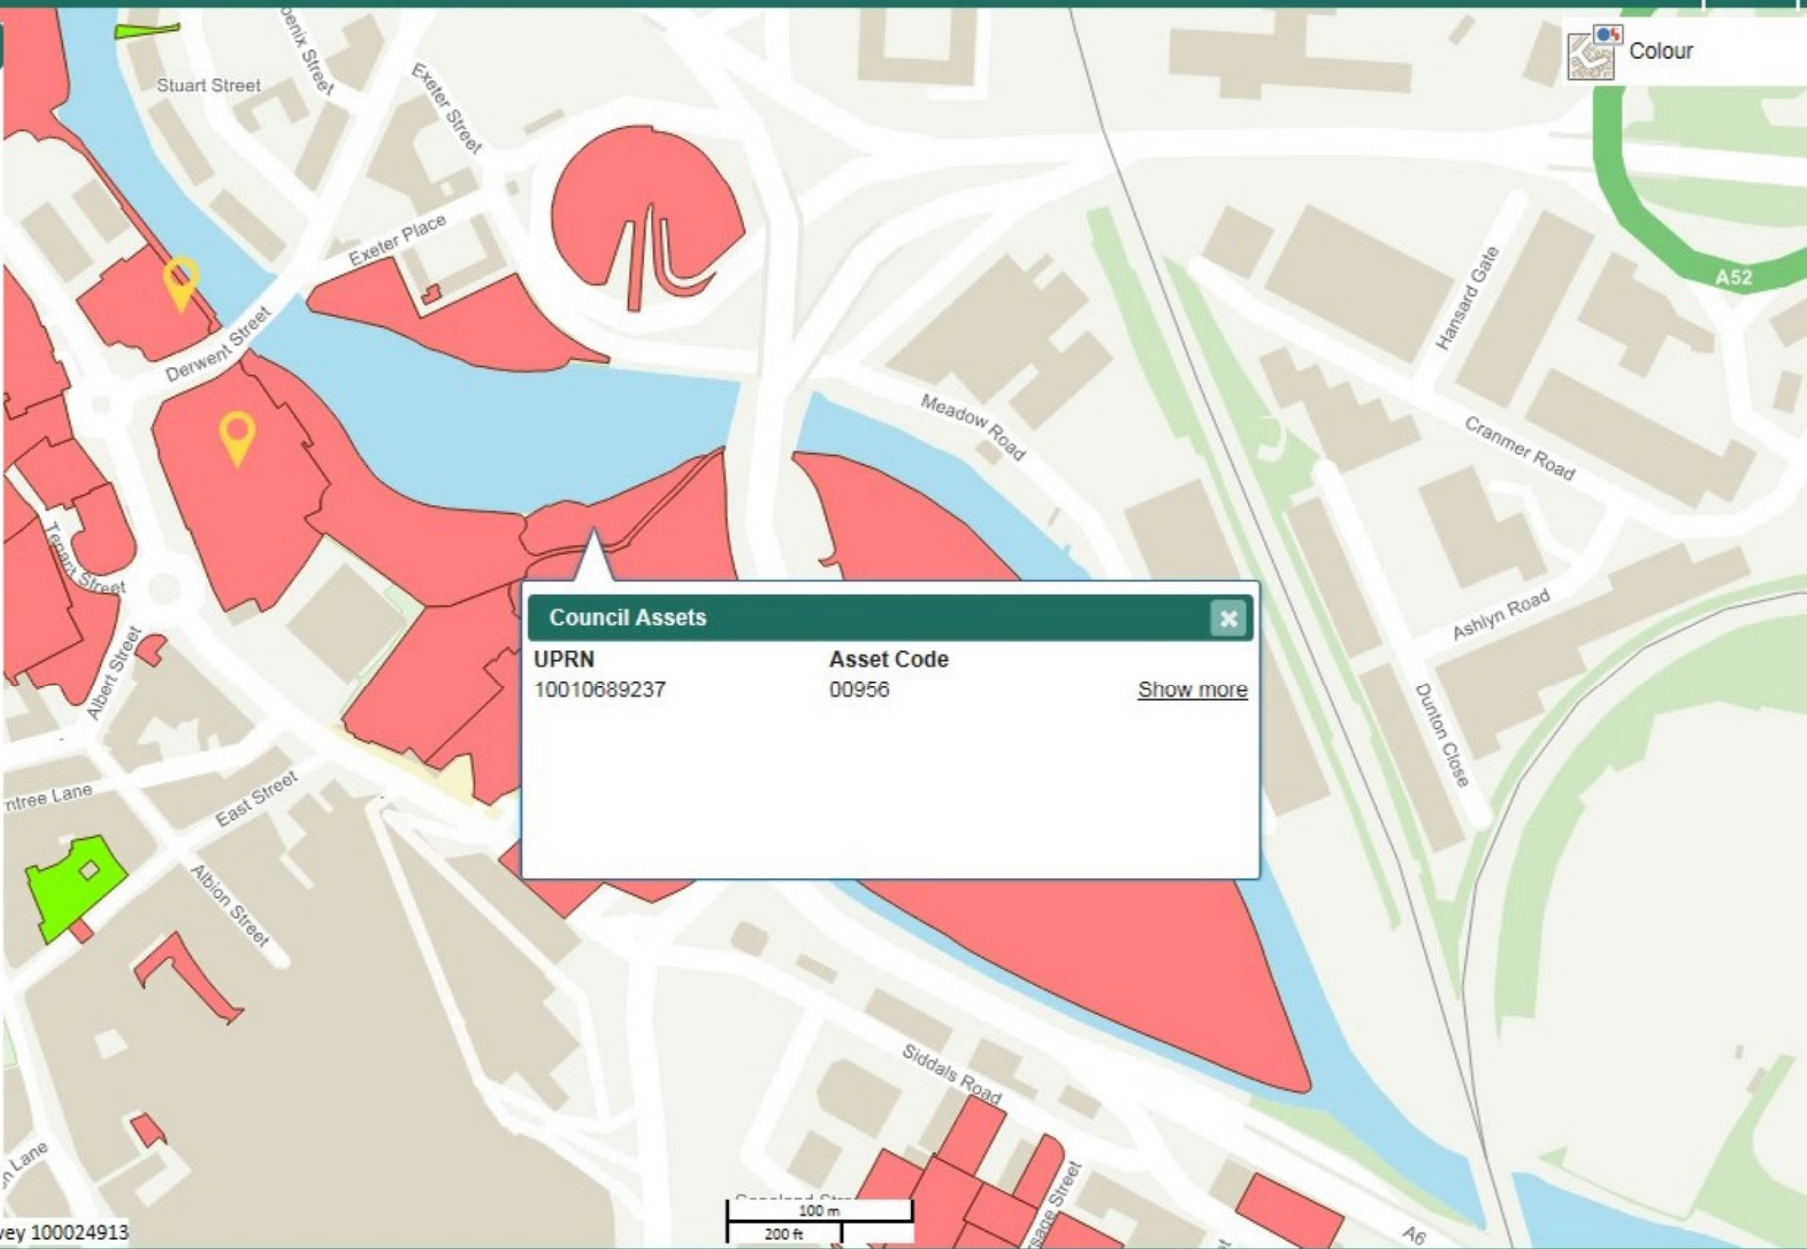 Colour
Stuart Street
Exeter Street
Exeter Place
A52
Hansard Gate
Derwent Street
Meadow Road
Cranmer Road
Tenant Street
Ashlyn Road
Albert Street
Council Assets
UPRN Asset Code
10010689237 00956 Show more
Dunton Close
East Street
Albion Street
Siddals Road
100 m
200 ft
A6
100024913